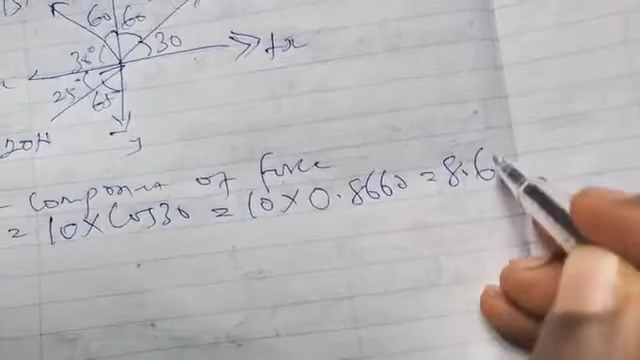 60 60
30° 30
+x
25° 65
20N
y
component of force
= 10 × Cos30 = 10 × 0.8660 = 8.6